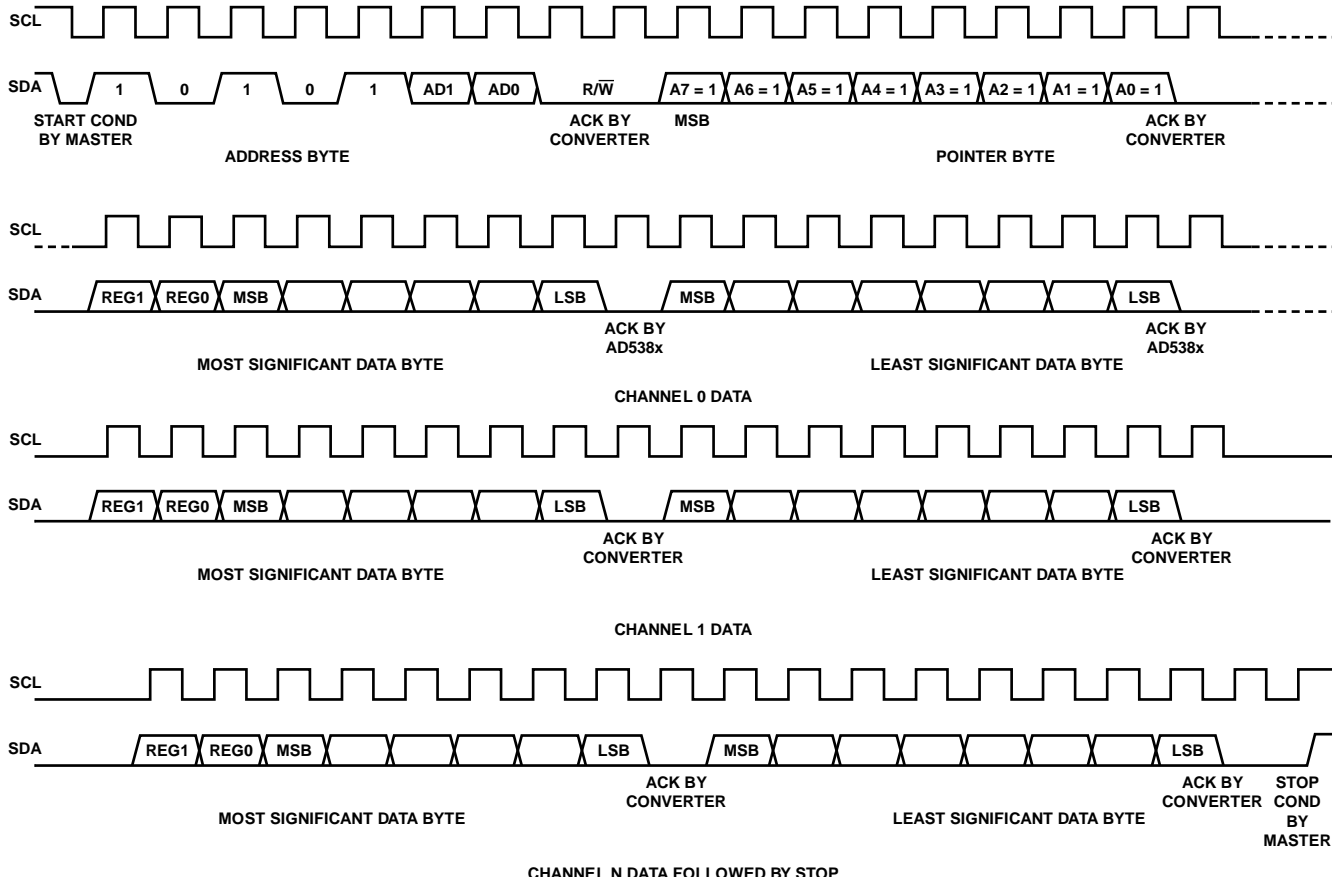 SCL
SDA 1 0 1 0 1 AD1 AD0 R/W A7 = 1 A6 = 1 A5 = 1 A4 = 1 A3 = 1 A2 = 1 A1 = 1 A0 = 1
START COND BY MASTER
ACK BY CONVERTER
MSB
ACK BY CONVERTER
ADDRESS BYTE
POINTER BYTE
SCL
SDA REG1 REG0 MSB LSB MSB LSB
ACK BY AD538x
ACK BY AD538x
MOST SIGNIFICANT DATA BYTE
LEAST SIGNIFICANT DATA BYTE
CHANNEL 0 DATA
SCL
SDA REG1 REG0 MSB LSB MSB LSB
ACK BY CONVERTER
ACK BY CONVERTER
MOST SIGNIFICANT DATA BYTE
LEAST SIGNIFICANT DATA BYTE
CHANNEL 1 DATA
SCL
SDA REG1 REG0 MSB LSB MSB LSB
ACK BY CONVERTER
ACK BY CONVERTER
STOP COND BY MASTER
MOST SIGNIFICANT DATA BYTE
LEAST SIGNIFICANT DATA BYTE
CHANNEL N DATA FOLLOWED BY STOP